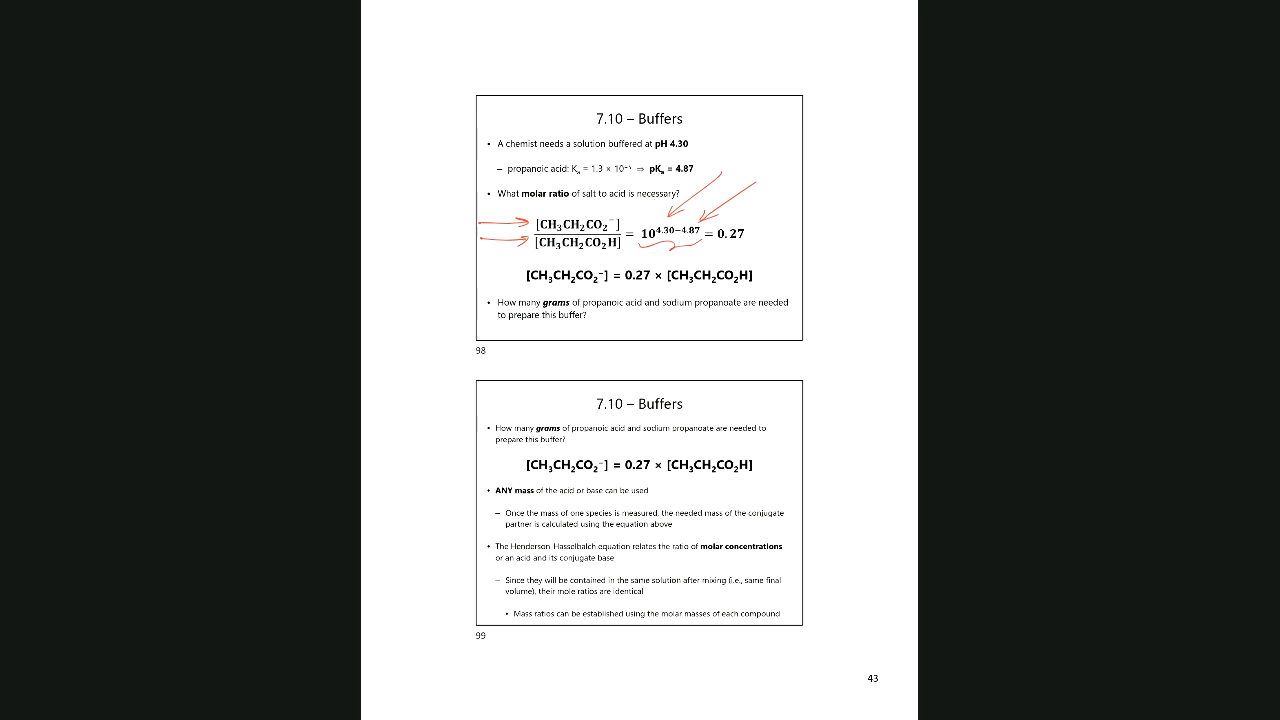 7.10 – Buffers
• A chemist needs a solution buffered at pH 4.30
– propanoic acid: Kₐ = 1.3 × 10 ⇒ pKₐ = 4.87
• What molar ratio of salt to acid is necessary?
[CH₃CH₂CO₂⁻] / [CH₃CH₂CO₂H] = 10^4.30−4.87 = 0.27
[CH₃CH₂CO₂⁻] = 0.27 × [CH₃CH₂CO₂H]
• How many grams of propanoic acid and sodium propanoate are needed
to prepare this buffer?
98
7.10 – Buffers
• How many grams of propanoic acid and sodium propanoate are needed to
prepare this buffer?
[CH₃CH₂CO₂⁻] = 0.27 × [CH₃CH₂CO₂H]
• ANY mass of the acid or base can be used
– Once the mass of one species is measured, the needed mass of the conjugate
partner is calculated using the equation above
• The Henderson-Hasselbalch equation relates the ratio of molar concentrations
or an acid and its conjugate base
– Since they will be contained in the same solution after mixing (i.e., same final
volume), their mole ratios are identical
• Mass ratios can be established using the molar masses of each compound
99
43